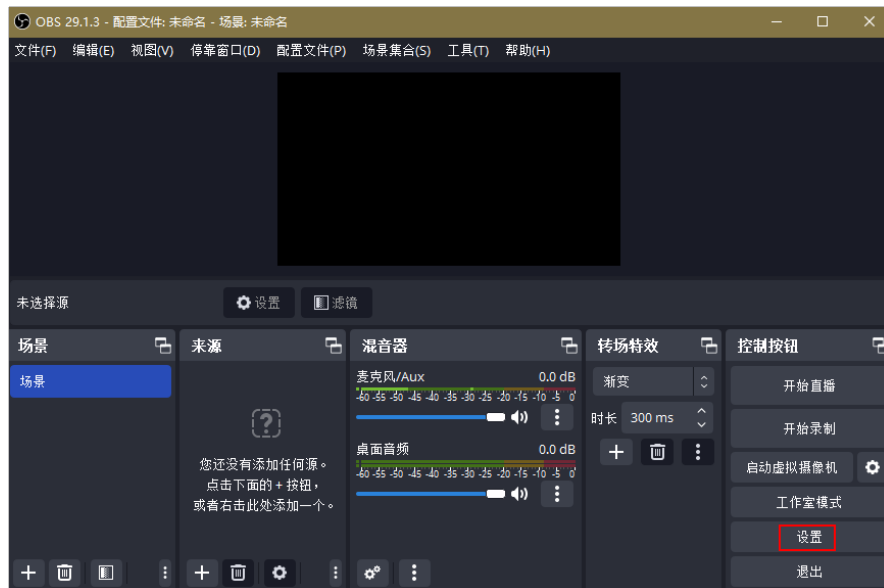 OBS 29.1.3 - 配置文件: 未命名 - 场景: 未命名
文件(F) 编辑(E) 视图(V) 停靠窗口(D) 配置文件(P) 场景集合(S) 工具(T) 帮助(H)
未选择源 设置 滤镜
场景 来源 混音器 转场特效 控制按钮
场景
您还没有添加任何源。
点击下面的 + 按钮，
或者右击此处添加一个。
麦克风/Aux 0.0 dB
-60 -55 -50 -45 -40 -35 -30 -25 -20 -15 -10 -5 0
桌面音频 0.0 dB
-60 -55 -50 -45 -40 -35 -30 -25 -20 -15 -10 -5 0
渐变
时长 300 ms
开始直播
开始录制
启动虚拟摄像机
工作室模式
设置
退出